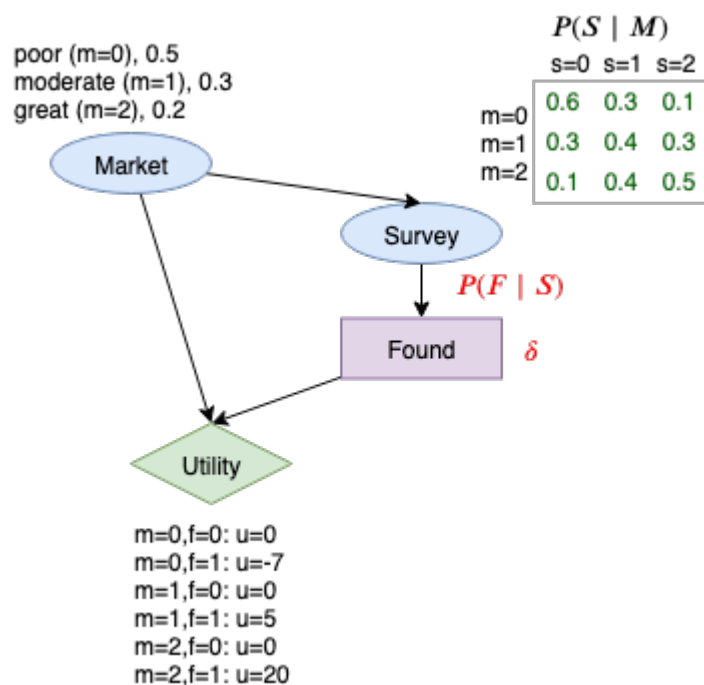 P(S | M)
s=0 s=1 s=2
poor (m=0), 0.5
moderate (m=1), 0.3
great (m=2), 0.2
m=0 0.6 0.3 0.1
m=1 0.3 0.4 0.3
m=2 0.1 0.4 0.5
Market
Survey
P(F | S)
Found
δ
Utility
m=0,f=0: u=0
m=0,f=1: u=-7
m=1,f=0: u=0
m=1,f=1: u=5
m=2,f=0: u=0
m=2,f=1: u=20